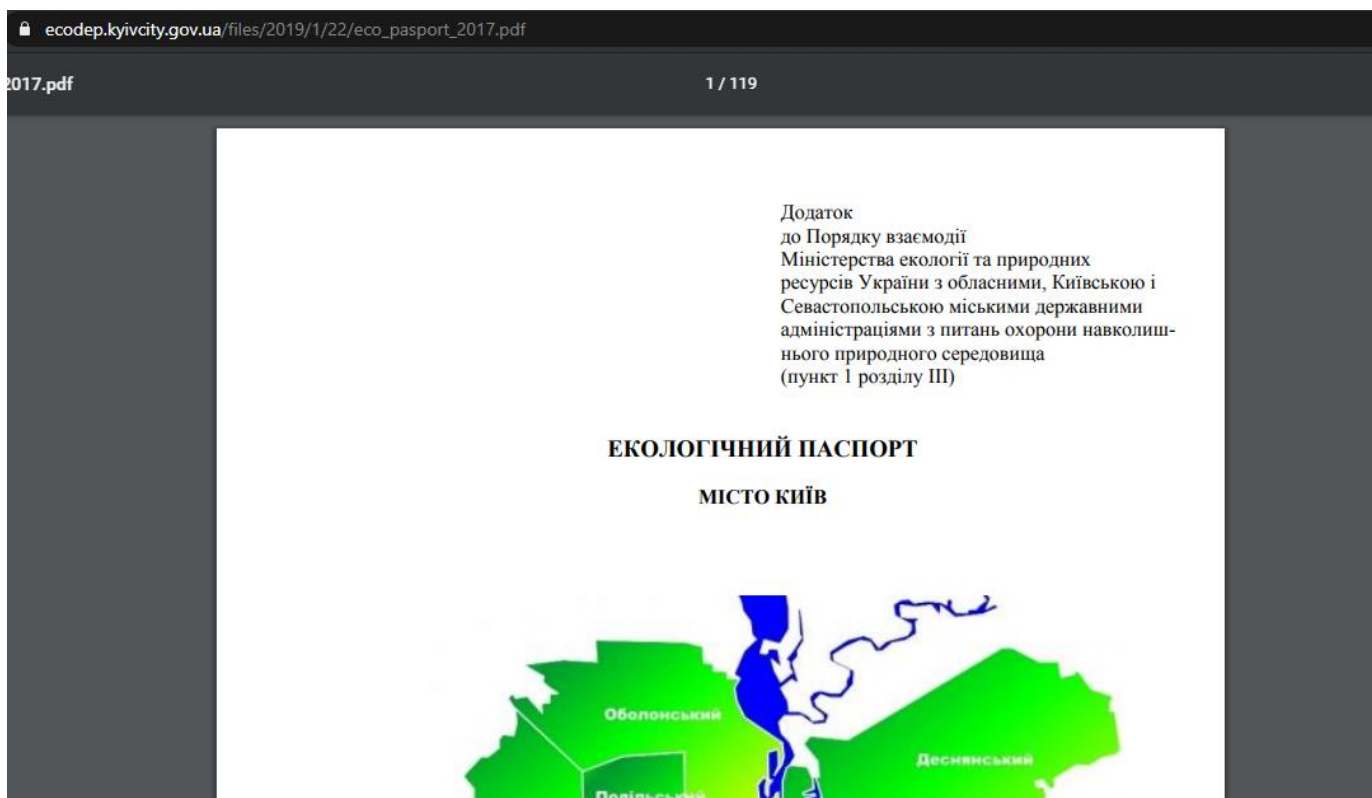 ecodep.kyivcity.gov.ua/files/2019/1/22/eco_pasport_2017.pdf
2017.pdf
1 / 119
Додаток
до Порядку взаємодії
Міністерства екології та природних
ресурсів України з обласними, Київською і
Севастопольською міськими державними
адміністраціями з питань охорони навколиш-
нього природного середовища
(пункт 1 розділу III)
ЕКОЛОГІЧНИЙ ПАСПОРТ
МІСТО КИЇВ
Оболонський
Деснянський
Подільський